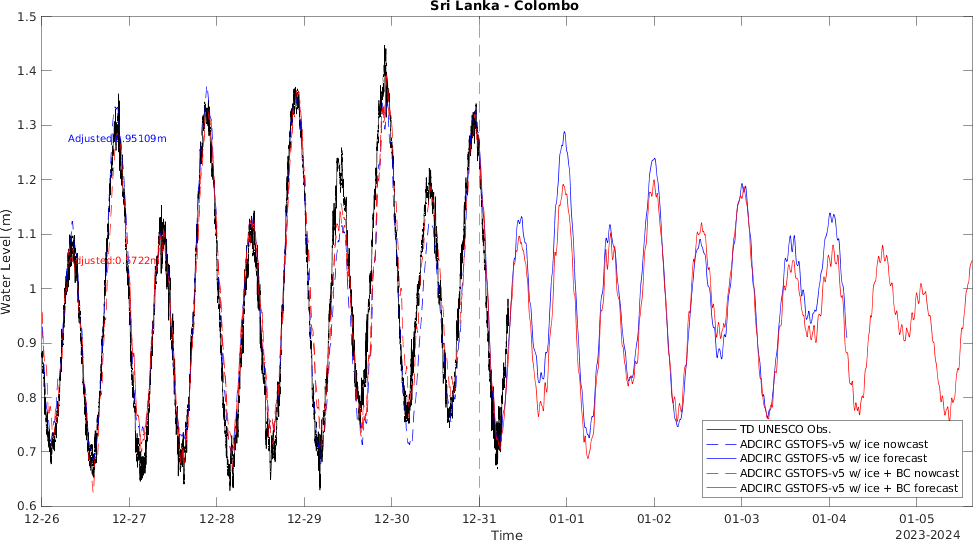 Sri Lanka - Colombo
1.5
1.4
1.3
1.2
1.1
1
0.9
0.8
0.7
0.6
Water Level (m)
12-26 12-27 12-28 12-29 12-30 12-31 01-01 01-02 01-03 01-04 01-05
Time
2023-2024
TD UNESCO Obs.
ADCIRC GSTOFS-v5 w/ ice nowcast
ADCIRC GSTOFS-v5 w/ ice forecast
ADCIRC GSTOFS-v5 w/ ice + BC nowcast
ADCIRC GSTOFS-v5 w/ ice + BC forecast